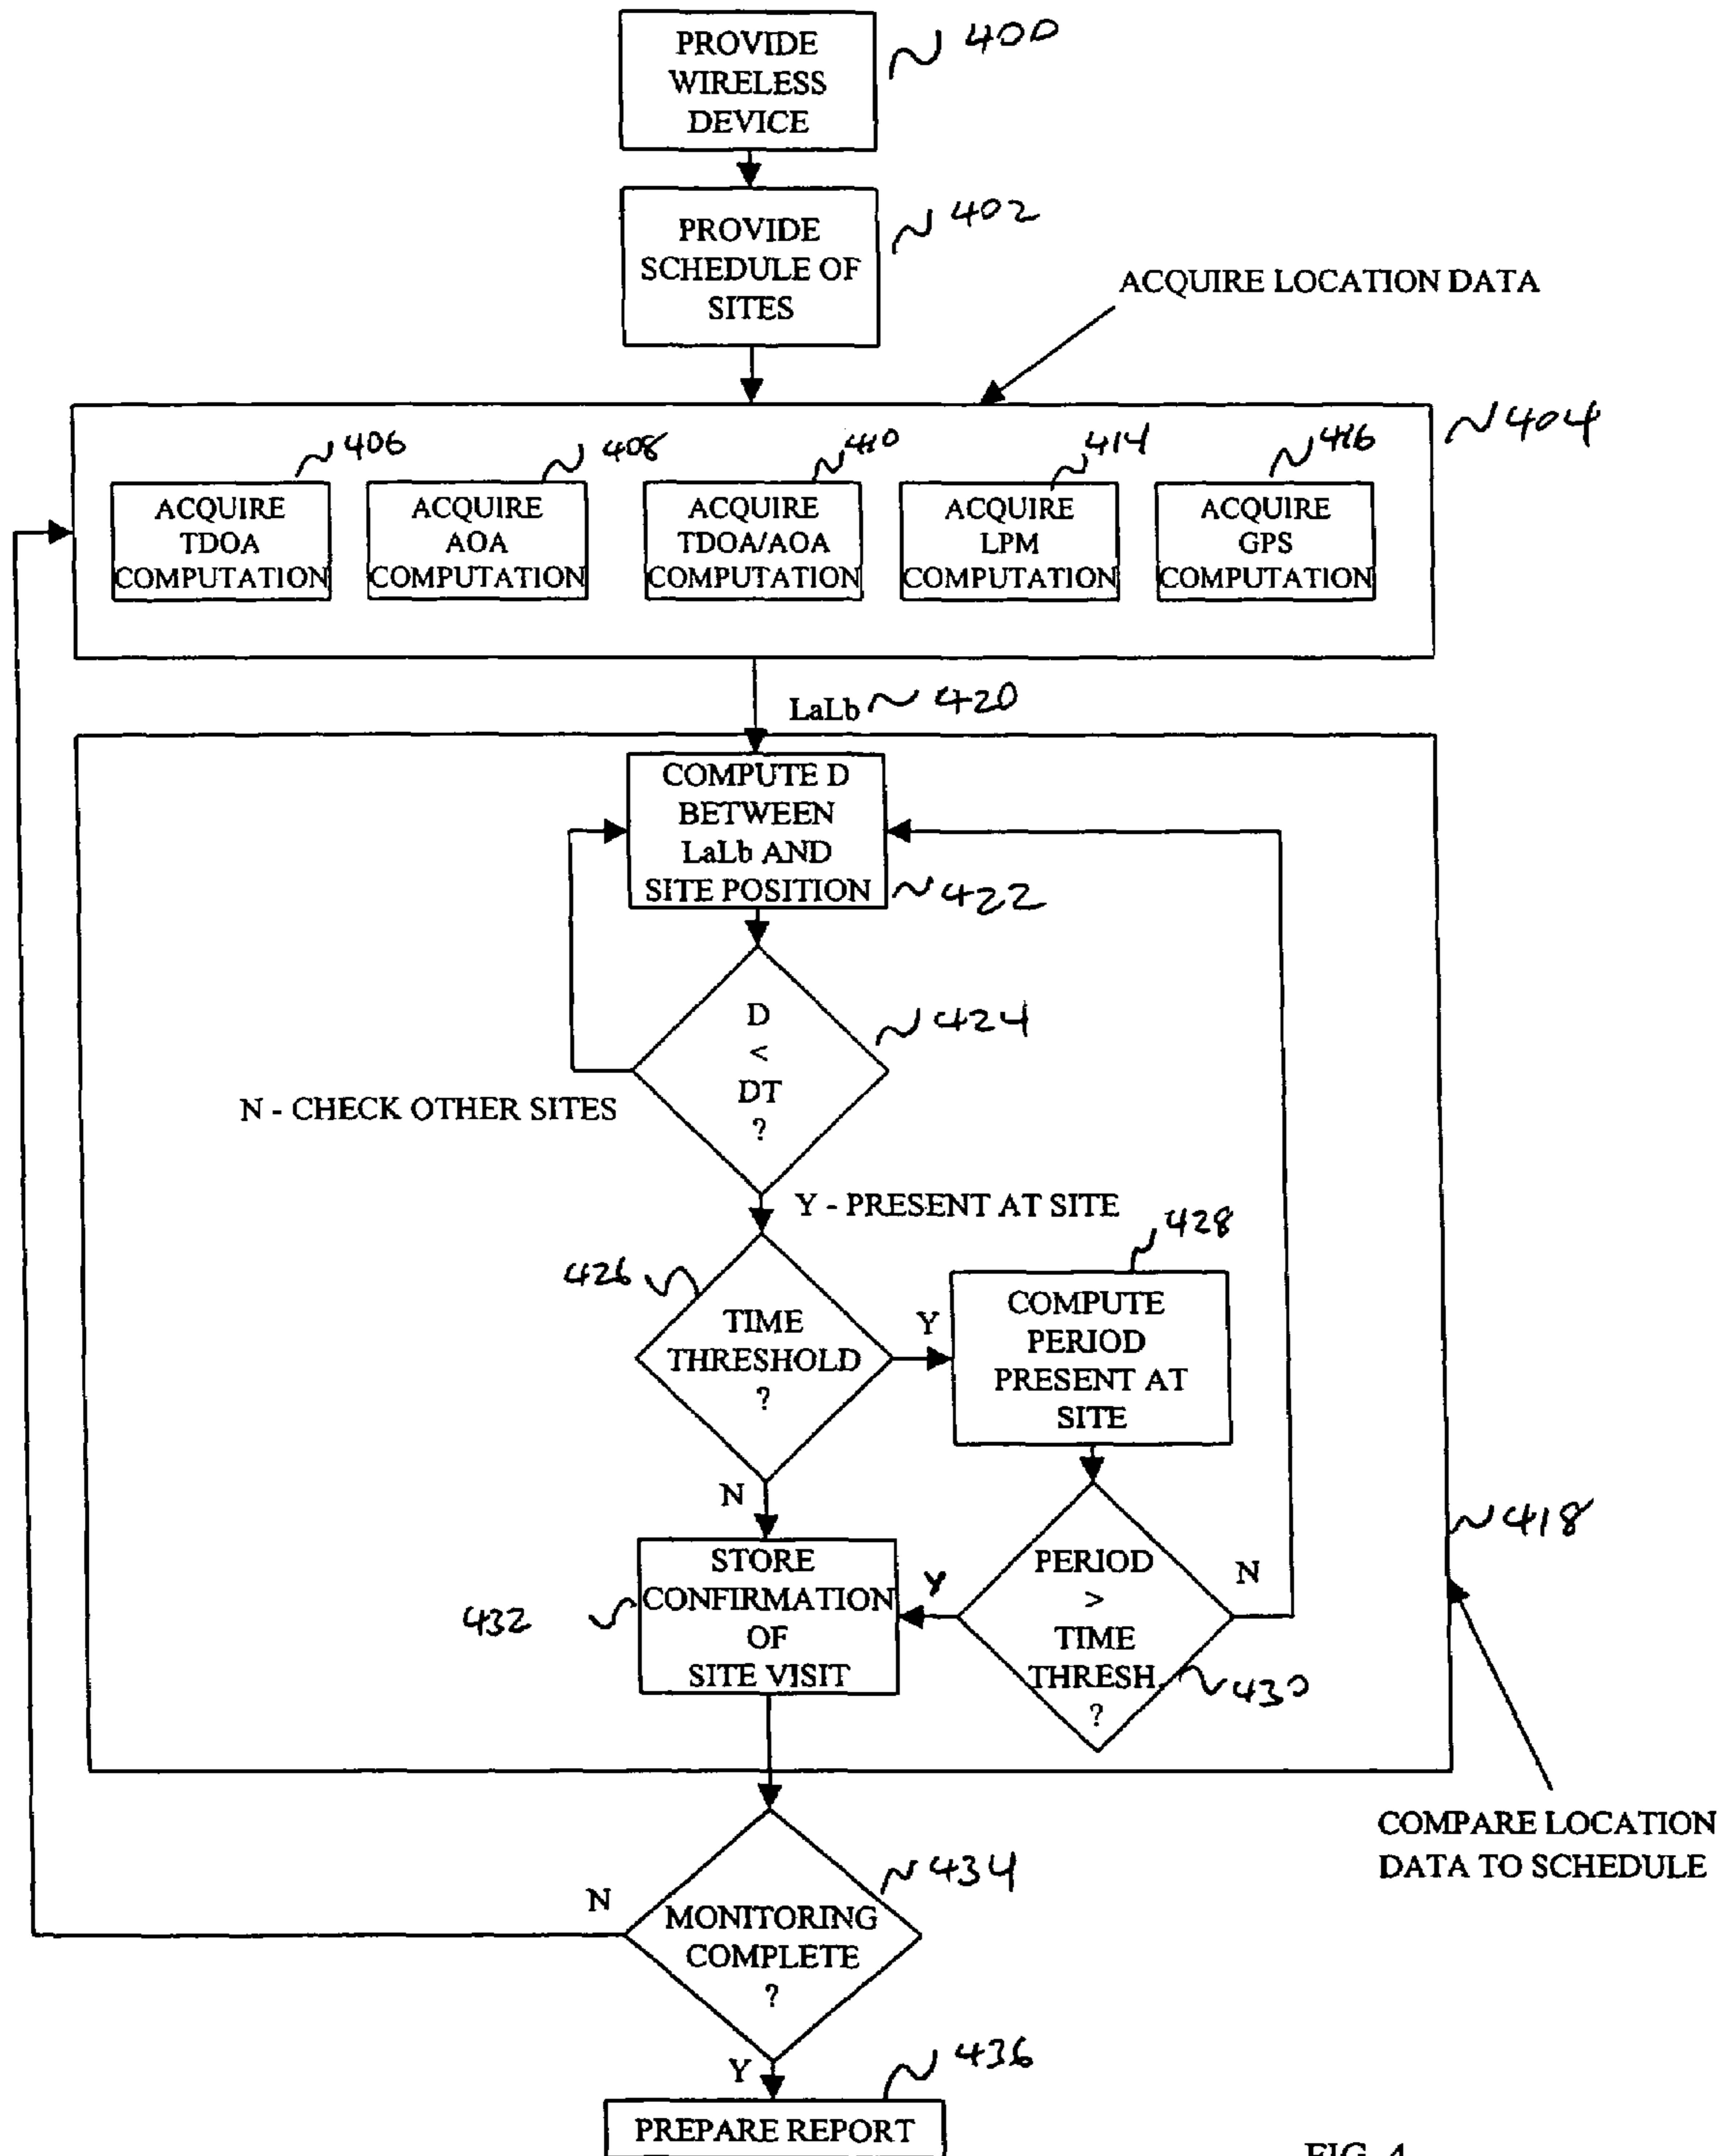 PROVIDE
WIRELESS
DEVICE
400
PROVIDE
SCHEDULE OF
SITES
402
ACQUIRE LOCATION DATA
404
406
408
410
414
416
ACQUIRE
TDOA
COMPUTATION
ACQUIRE
AOA
COMPUTATION
ACQUIRE
TDOA/AOA
COMPUTATION
ACQUIRE
LPM
COMPUTATION
ACQUIRE
GPS
COMPUTATION
LaLb 420
COMPUTE D
BETWEEN
LaLb AND
SITE POSITION
422
D
<
DT
?
424
N - CHECK OTHER SITES
Y - PRESENT AT SITE
426
TIME
THRESHOLD
?
Y
428
COMPUTE
PERIOD
PRESENT AT
SITE
N
STORE
CONFIRMATION
OF
SITE VISIT
432
Y
PERIOD
>
TIME
THRESH.
?
N
430
418
COMPARE LOCATION
DATA TO SCHEDULE
434
N
MONITORING
COMPLETE
?
Y
436
PREPARE REPORT
FIG. 4